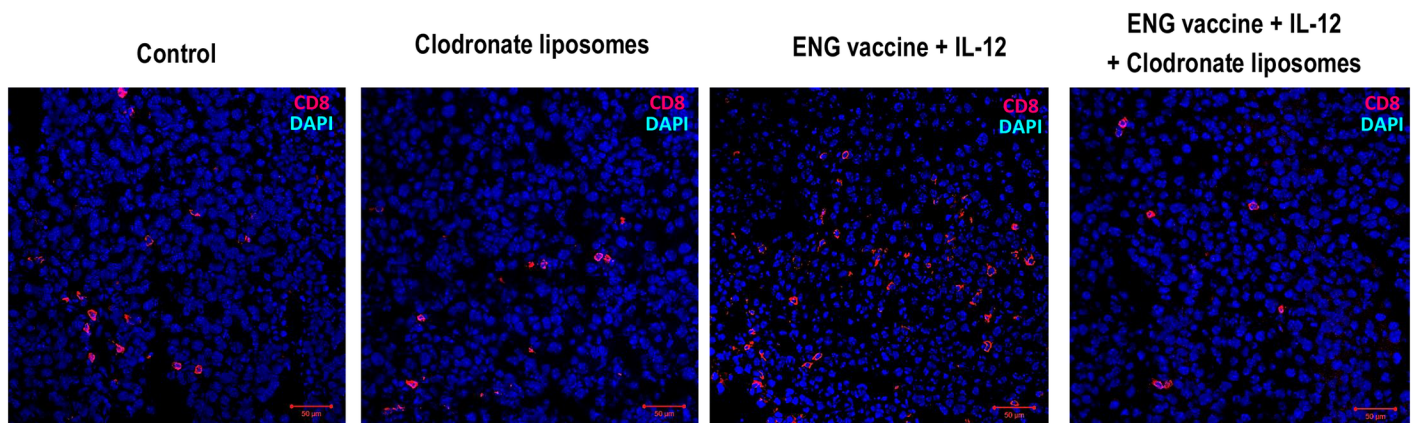 Control
Clodronate liposomes
ENG vaccine + IL-12
ENG vaccine + IL-12
+ Clodronate liposomes
CD8
DAPI
CD8
DAPI
CD8
DAPI
CD8
DAPI
50 µm
50 µm
50 µm
50 µm